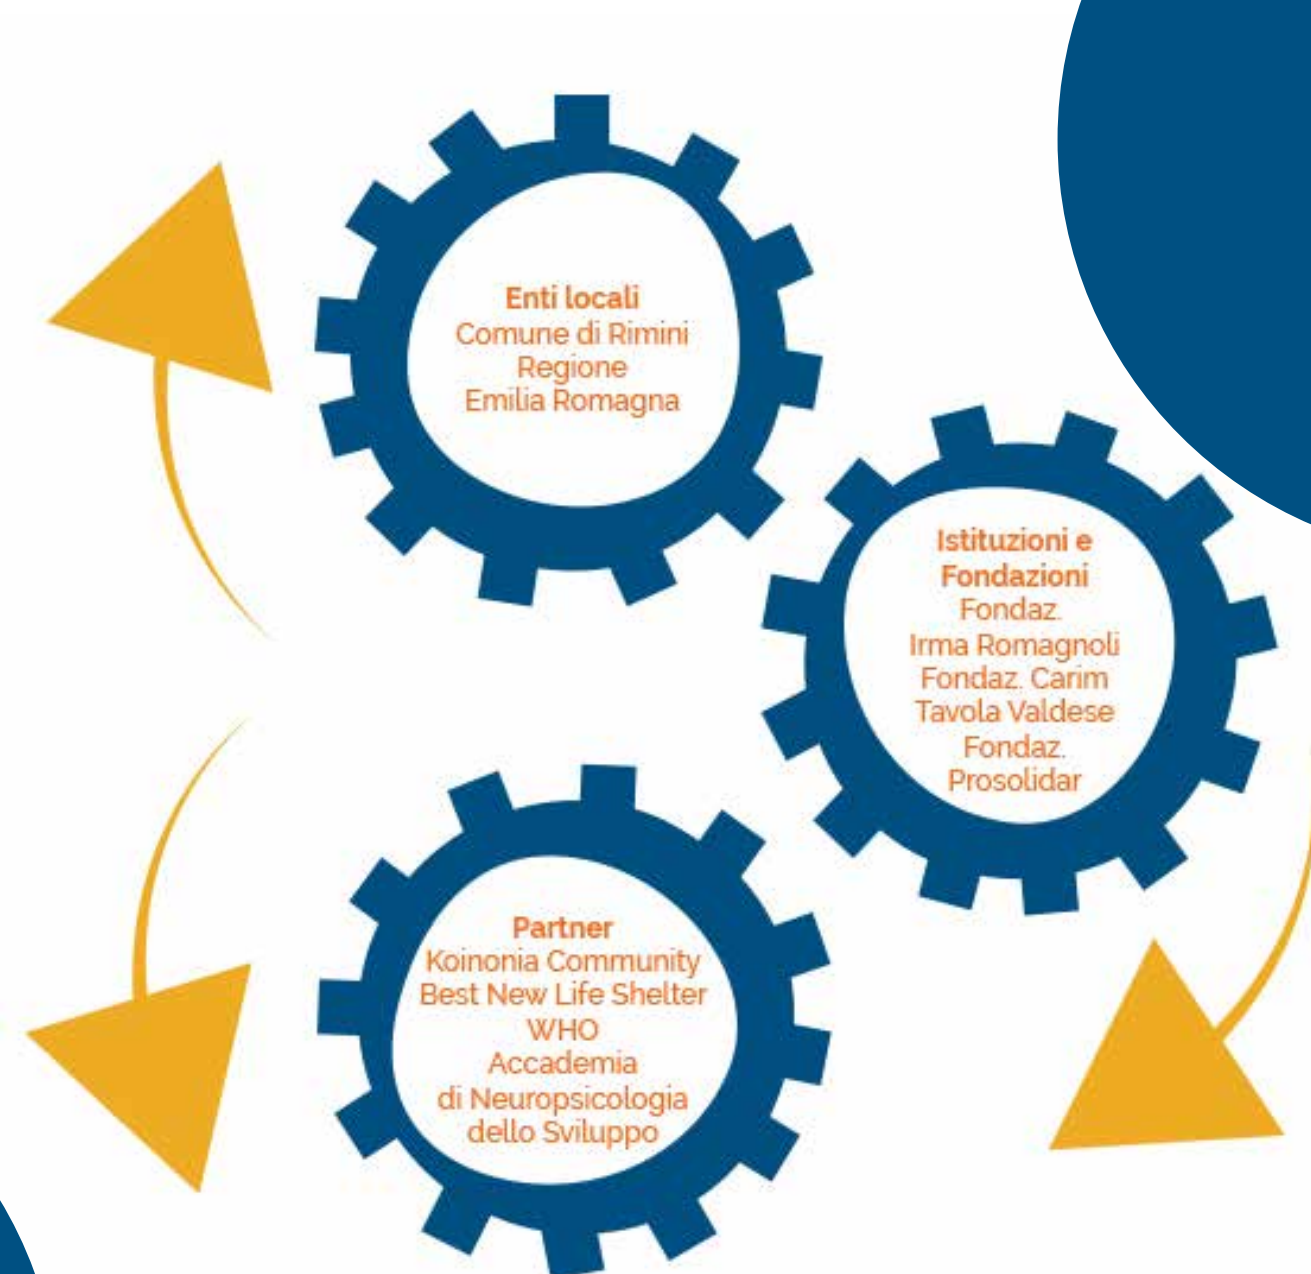 Enti locali
Comune di Rimini
Regione
Emilia Romagna
Istituzioni e
Fondazioni
Fondaz.
Irma Romagnoli
Fondaz. Carim
Tavola Valdese
Fondaz.
Prosolidar
Partner
Koinonia Community
Best New Life Shelter
WHO
Accademia
di Neuropsicologia
dello Sviluppo